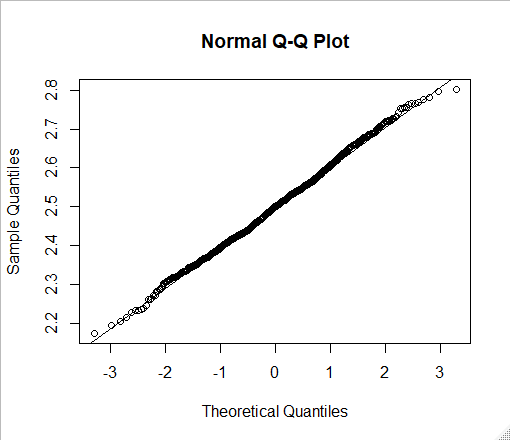 Normal Q-Q Plot
Sample Quantiles
2.8
2.7
2.6
2.5
2.4
2.3
2.2
-3 -2 -1 0 1 2 3
Theoretical Quantiles